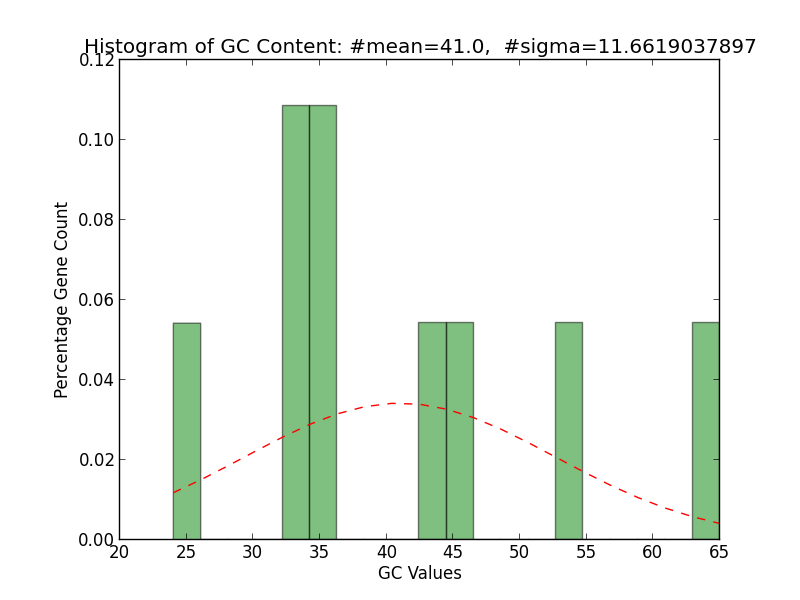 Histogram of GC Content: #mean=41.0,  #sigma=11.6619037897
0.12
0.10
0.08
0.06
0.04
0.02
0.00
Percentage Gene Count
20 25 30 35 40 45 50 55 60 65
GC Values